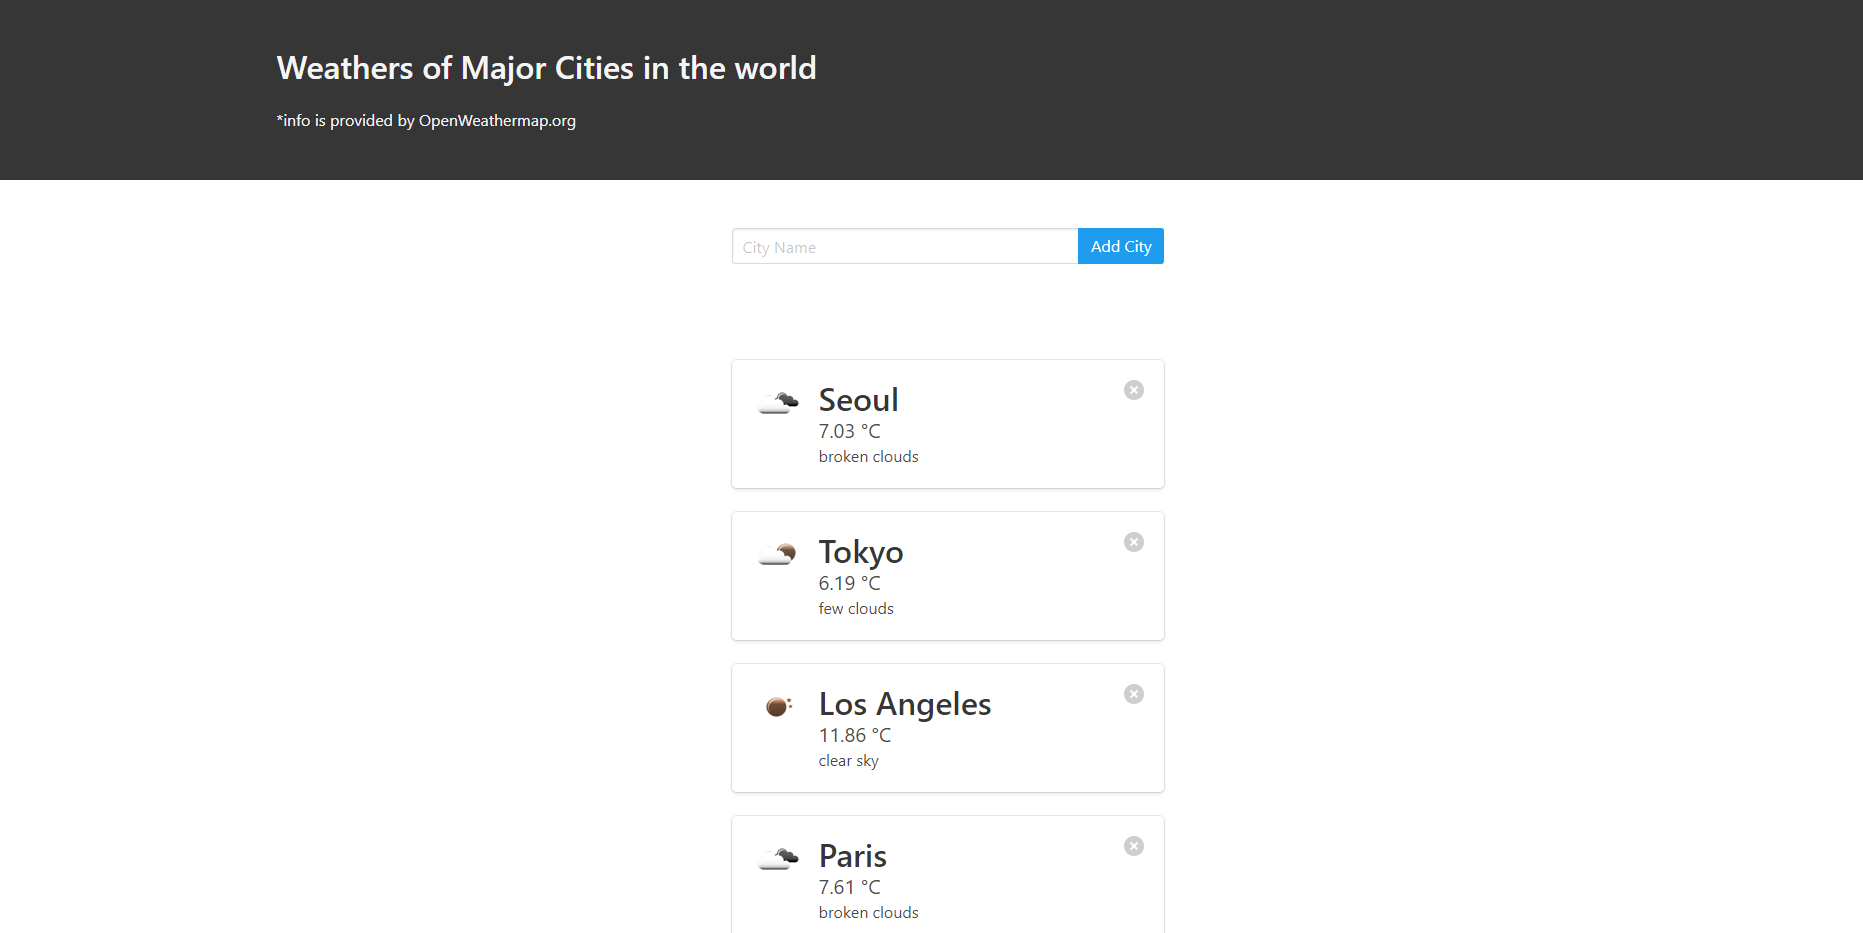 Weathers of Major Cities in the world
*info is provided by OpenWeathermap.org
City Name
Add City
Seoul
7.03 °C
broken clouds
Tokyo
6.19 °C
few clouds
Los Angeles
11.86 °C
clear sky
Paris
7.61 °C
broken clouds